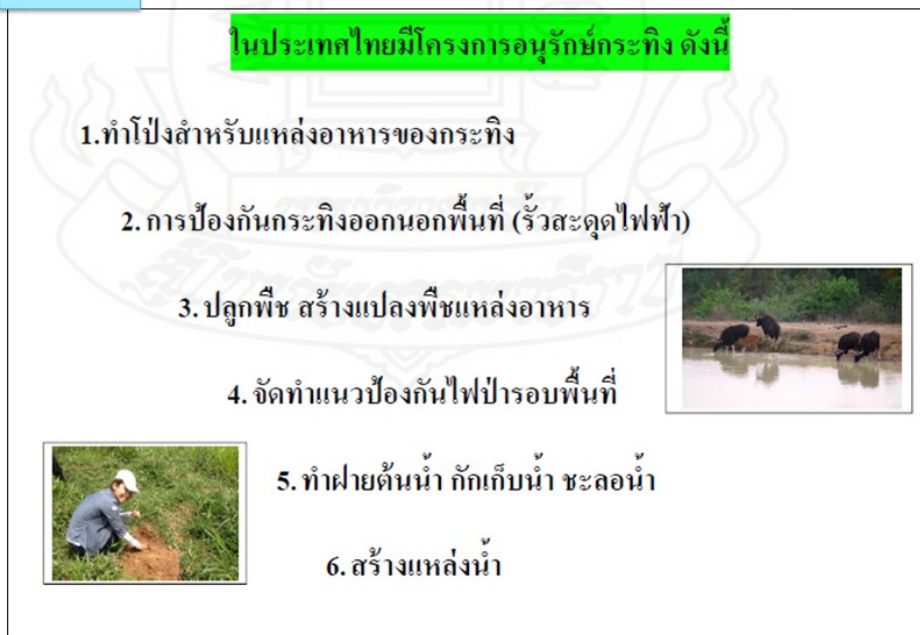 ในประเทศไทยมีโครงการอนุรักษ์กระทิง ดังนี้
1.ทำโป่งสำหรับแหล่งอาหารของกระทิง
2. การป้องกันกระทิงออกนอกพื้นที่ (รั้วสะดุดไฟฟ้า)
3. ปลูกพืช สร้างแปลงพืชแหล่งอาหาร
4. จัดทำแนวป้องกันไฟป่ารอบพื้นที่
5. ทำฝายต้นน้ำ กักเก็บน้ำ ชะลอน้ำ
6. สร้างแหล่งน้ำ